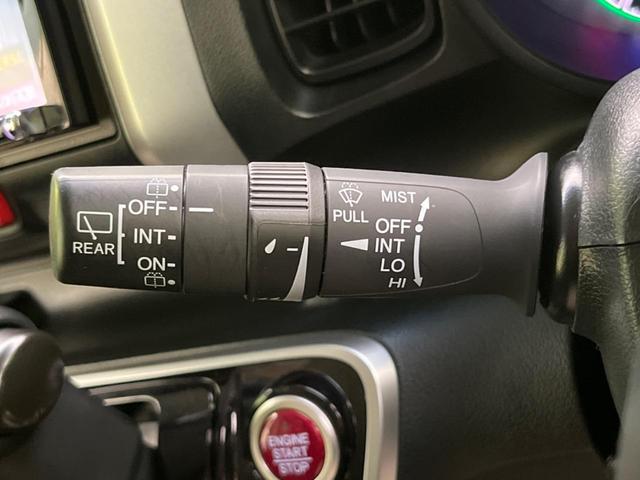 REAR
OFF
INT
ON
PULL
MIST
OFF
INT
LO
HI
ENGINE
START
STOP